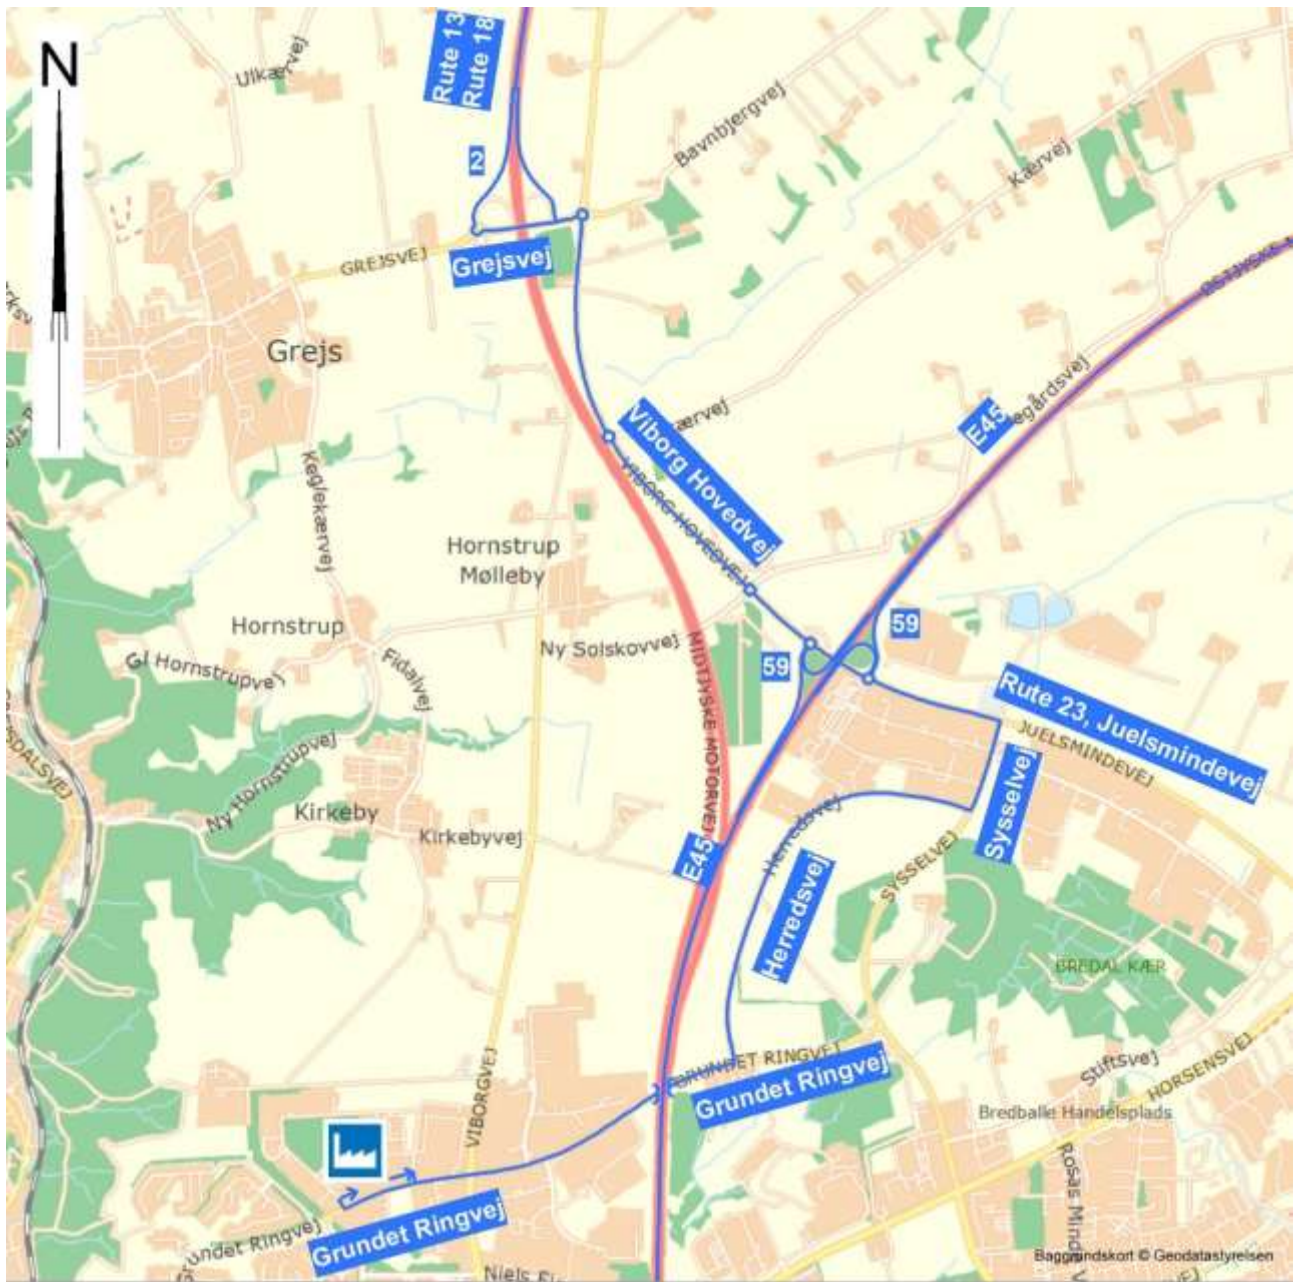 N
Rute 13
Rute 18
Ulkærvej
Bavnbjergvej
Kærvej
2
GREJSVEJ
Grejsvej
Grejs
E45
Viborg Hovedvej
VIBORG HOVEDVEJ
Keglekærvej
Hornstrup
Mølleby
Hornstrup
Gl Hornstrupvej
Fidalvej
Ny Solskovvej
59
59
Rute 23, Juelsmindevej
JUELSMINDEVEJ
MIDTJYSKE MOTORVEJ
Ny Hornstrupvej
Kirkeby
Kirkebyvej
E45
Herredsvej
Herredsvej
Sysselvej
SYSSELVEJ
BREDAL KÆR
GRUNDET RINGVEJ
Grundet Ringvej
Stiftsvej
HORSENSVEJ
Bredballe Handelsplads
VIBORGVEJ
Grundet Ringvej
Grundet Ringvej
Baggrundskort © Geodatastyrelsen